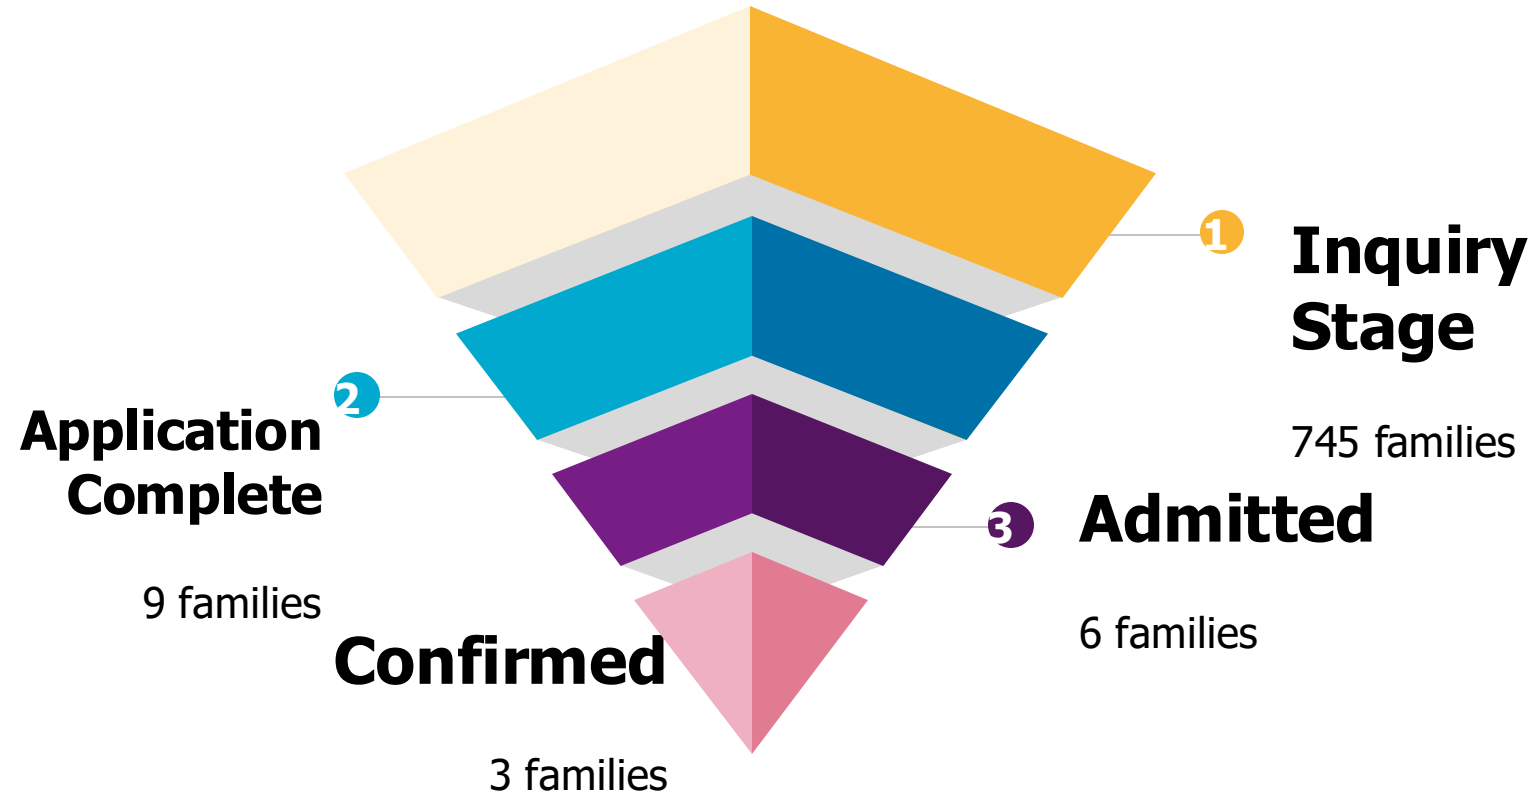 1
Inquiry
Stage
745 families
2
Application
Complete
9 families
3
Admitted
6 families
Confirmed
3 families